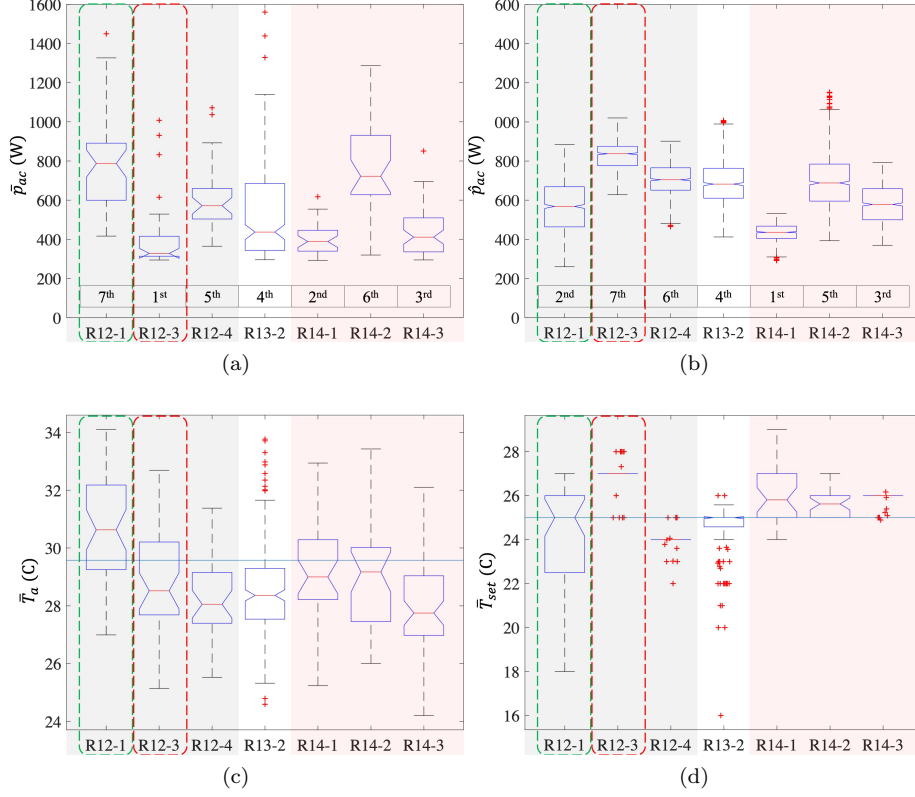 1600
1400
1200
1000
800
600
400
200
0
p̄ac (W)
7th 1st 5th 4th 2nd 6th 3rd
R12-1 R12-3 R12-4 R13-2 R14-1 R14-2 R14-3
(a)
600
400
200
000
800
600
400
200
0
p̂ac (W)
2nd 7th 6th 4th 1st 5th 3rd
R12-1 R12-3 R12-4 R13-2 R14-1 R14-2 R14-3
(b)
34
32
30
28
26
24
T̄a (C)
R12-1 R12-3 R12-4 R13-2 R14-1 R14-2 R14-3
(c)
28
26
24
22
20
18
16
T̄set (C)
R12-1 R12-3 R12-4 R13-2 R14-1 R14-2 R14-3
(d)